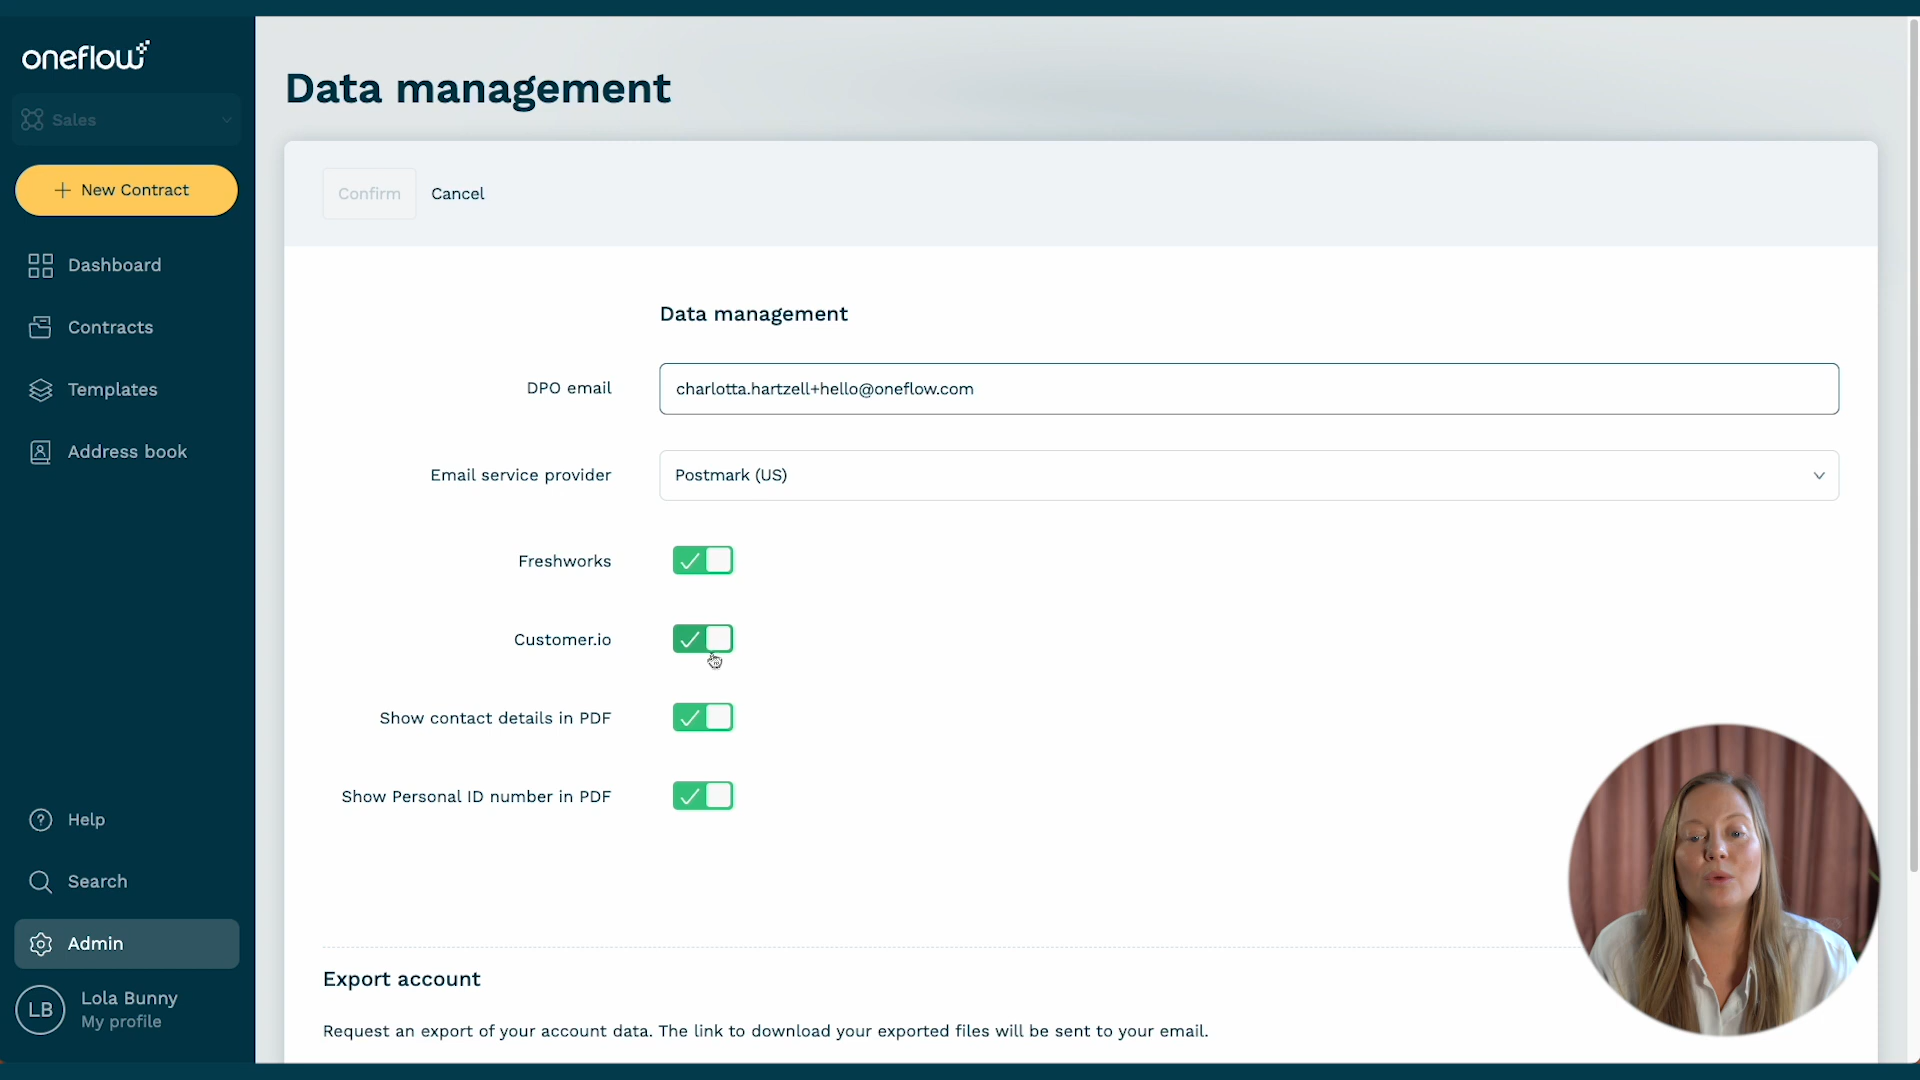 oneflow
Sales
New Contract
Dashboard
Contracts
Templates
Address book
Help
Search
Admin
LB
Lola Bunny
My profile
Data management
Confirm
Cancel
Data management
DPO email
charlotta.hartzell+hello@oneflow.com
Email service provider
Postmark (US)
Freshworks
Customer.io
Show contact details in PDF
Show Personal ID number in PDF
Export account
Request an export of your account data. The link to download your exported files will be sent to your email.